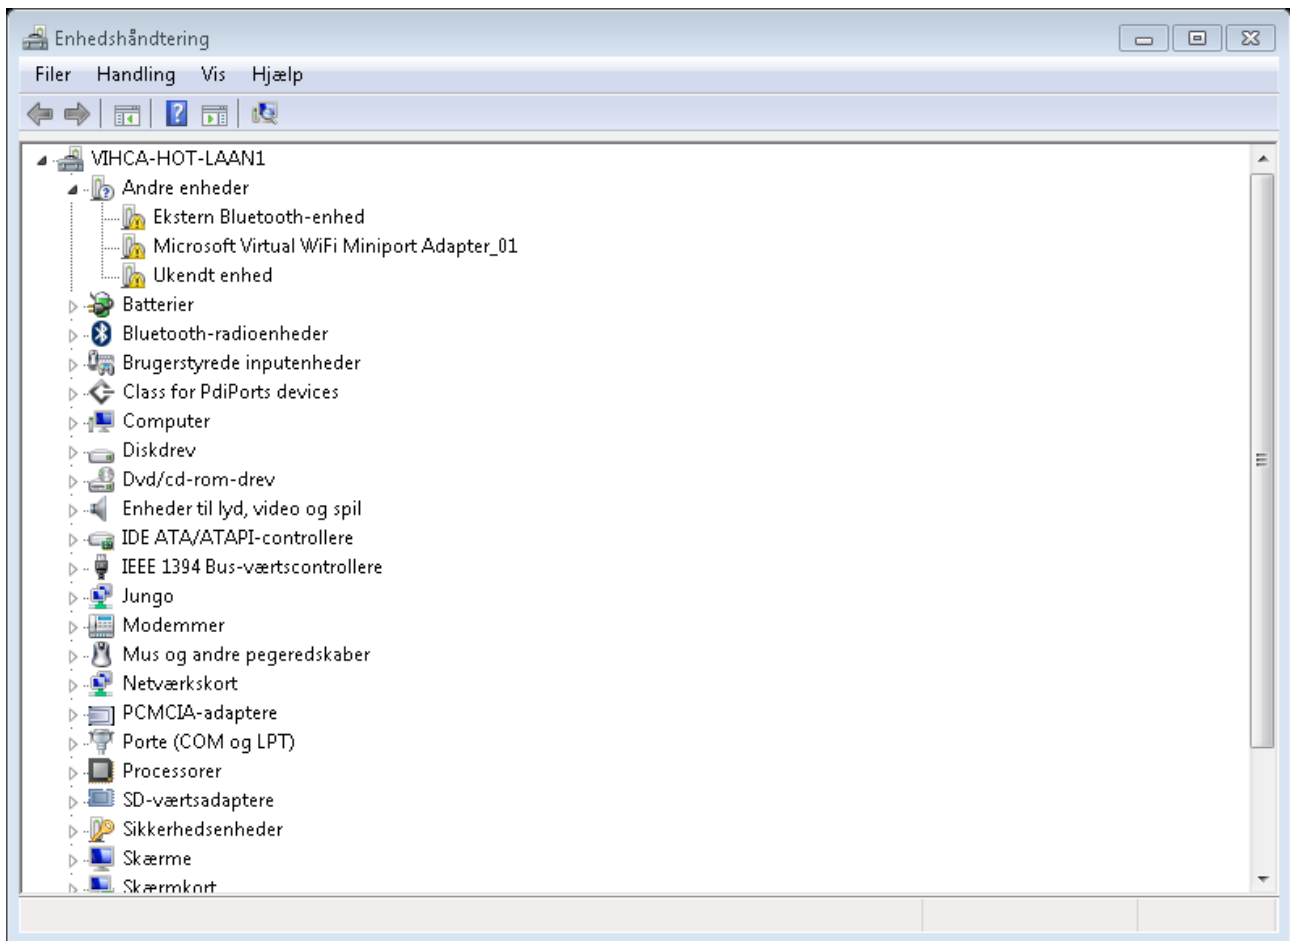 Enhedshåndtering
Filer Handling Vis Hjælp
VIHCA-HOT-LAAN1
Andre enheder
Ekstern Bluetooth-enhed
Microsoft Virtual WiFi Miniport Adapter_01
Ukendt enhed
Batterier
Bluetooth-radioenheder
Brugerstyrede inputenheder
Class for PdiPorts devices
Computer
Diskdrev
Dvd/cd-rom-drev
Enheder til lyd, video og spil
IDE ATA/ATAPI-controllere
IEEE 1394 Bus-værtscontrollere
Jungo
Modemmer
Mus og andre pegeredskaber
Netværkskort
PCMCIA-adaptere
Porte (COM og LPT)
Processorer
SD-værtsadaptere
Sikkerhedsenheder
Skærme
Skærmkort